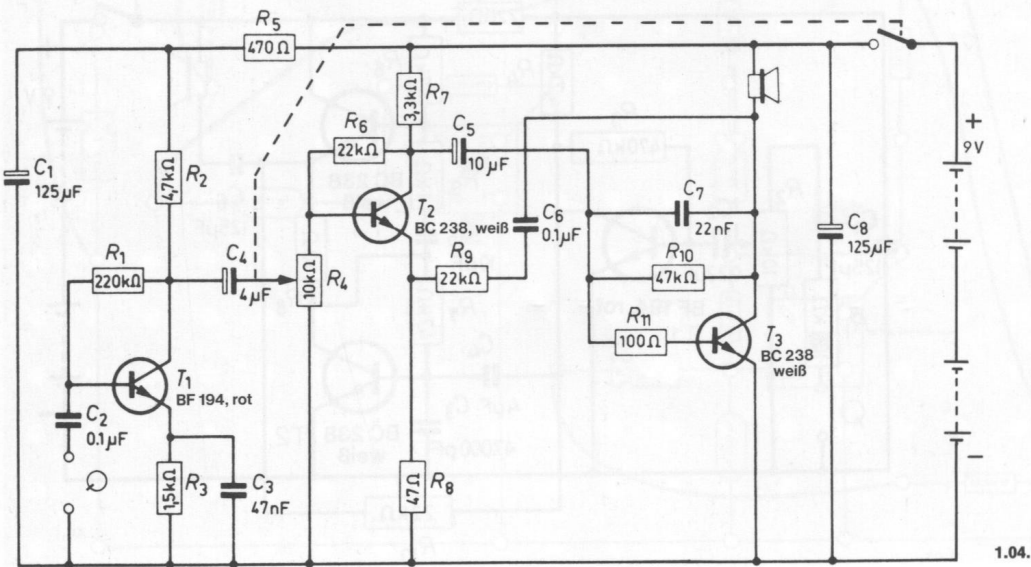 R5
470Ω
C1
125µF
4,7kΩ
R2
R1
220kΩ
C4
4µF
T1
BF 194, rot
C2
0.1µF
1,5kΩ
R3
C3
47nF
R6
22kΩ
3,3kΩ
R7
C5
10µF
T2
BC 238, weiß
10kΩ
R4
R9
22kΩ
C6
0.1µF
47Ω
R8
C7
22nF
R10
47kΩ
R11
100Ω
T3
BC 238
weiß
C8
125µF
+
9V
−
1.04.